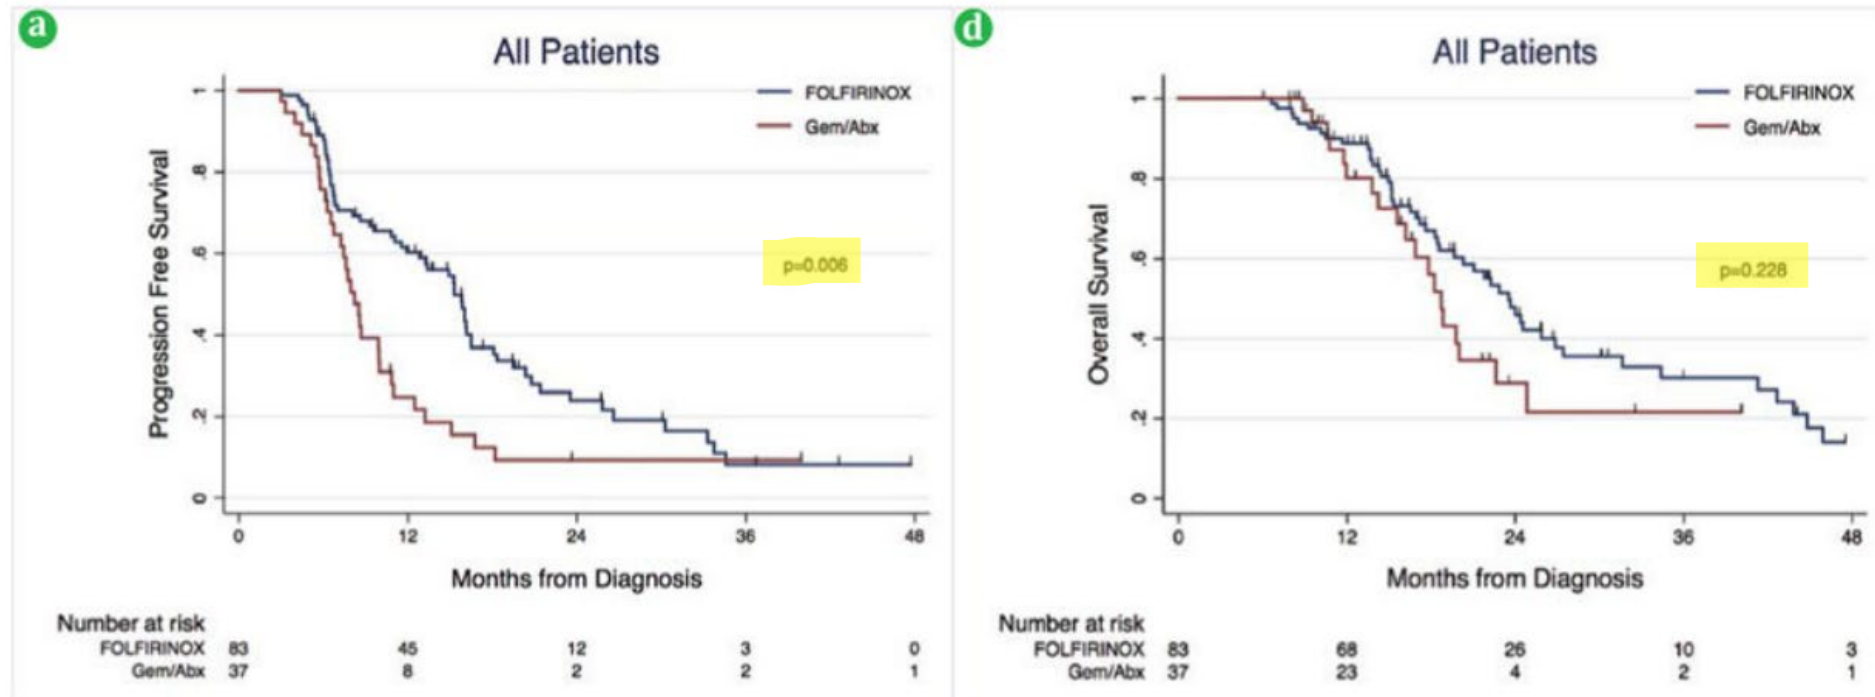 a
All Patients
FOLFIRINOX
Gem/Abx
Progression Free Survival
1
.8
.6
.4
.2
0
p=0.006
0 12 24 36 48
Months from Diagnosis
Number at risk
FOLFIRINOX 83 45 12 3 0
Gem/Abx 37 8 2 2 1
d
All Patients
FOLFIRINOX
Gem/Abx
Overall Survival
1
.8
.6
.4
.2
0
p=0.228
0 12 24 36 48
Months from Diagnosis
Number at risk
FOLFIRINOX 83 68 26 10 3
Gem/Abx 37 23 4 2 1